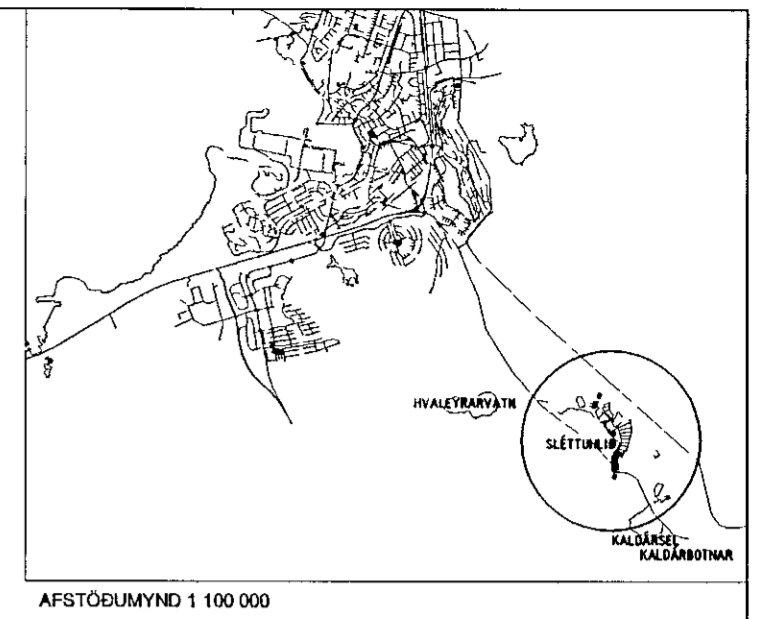 HVALEYRARVATN
SLÉTTUHLÍÐ
KALDÁRSEL
KALDÁRBOTNAR
AFSTÖÐUMYND 1 100 000